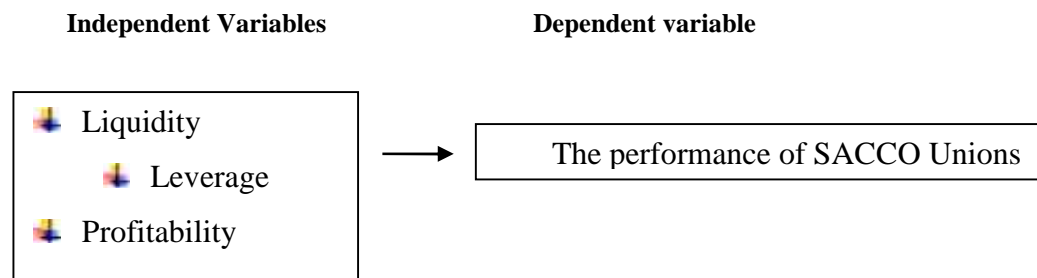 Independent Variables Dependent variable
Liquidity
The performance of SACCO Unions
Leverage
Profitability